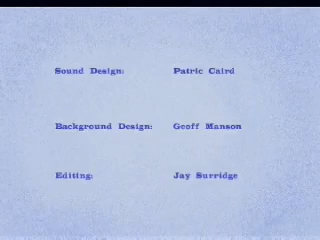 Sound Design: Patric Caird
Background Design: Geoff Manson
Editing: Jay Surridge